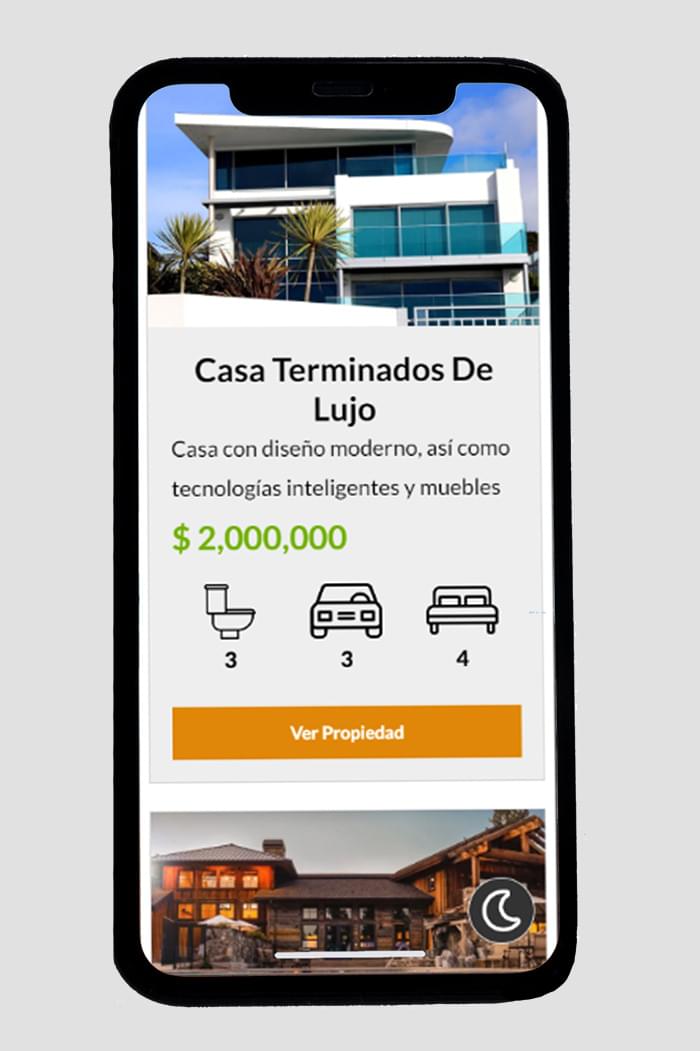 Casa Terminados De
Lujo
Casa con diseño moderno, así como
tecnologías inteligentes y muebles
$ 2,000,000
3
3
4
Ver Propiedad